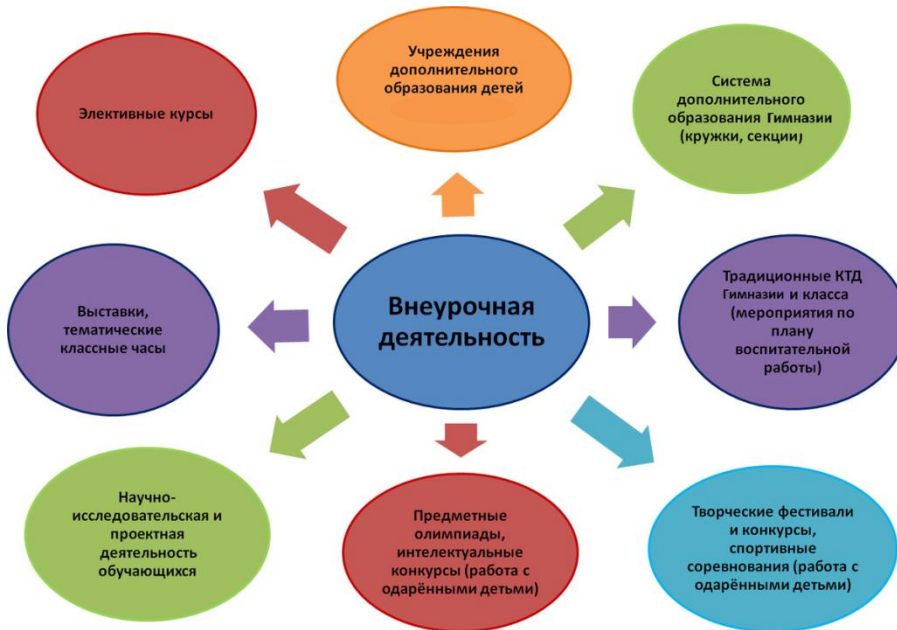 Учреждения
дополнительного
образования детей
Элективные курсы
Система
дополнительного
образования Гимназии
(кружки, секции)
Выставки,
тематические
классные часы
Внеурочная
деятельность
Традиционные КТД
Гимназии и класса
(мероприятия по
плану
воспитательной
работы)
Научно-
исследовательская и
проектная
деятельность
обучающихся
Предметные
олимпиады,
интелектуальные
конкурсы (работа с
одарёнными детьми)
Творческие фестивали
и конкурсы,
спортивные
соревнования (работа с
одарёнными детьми)